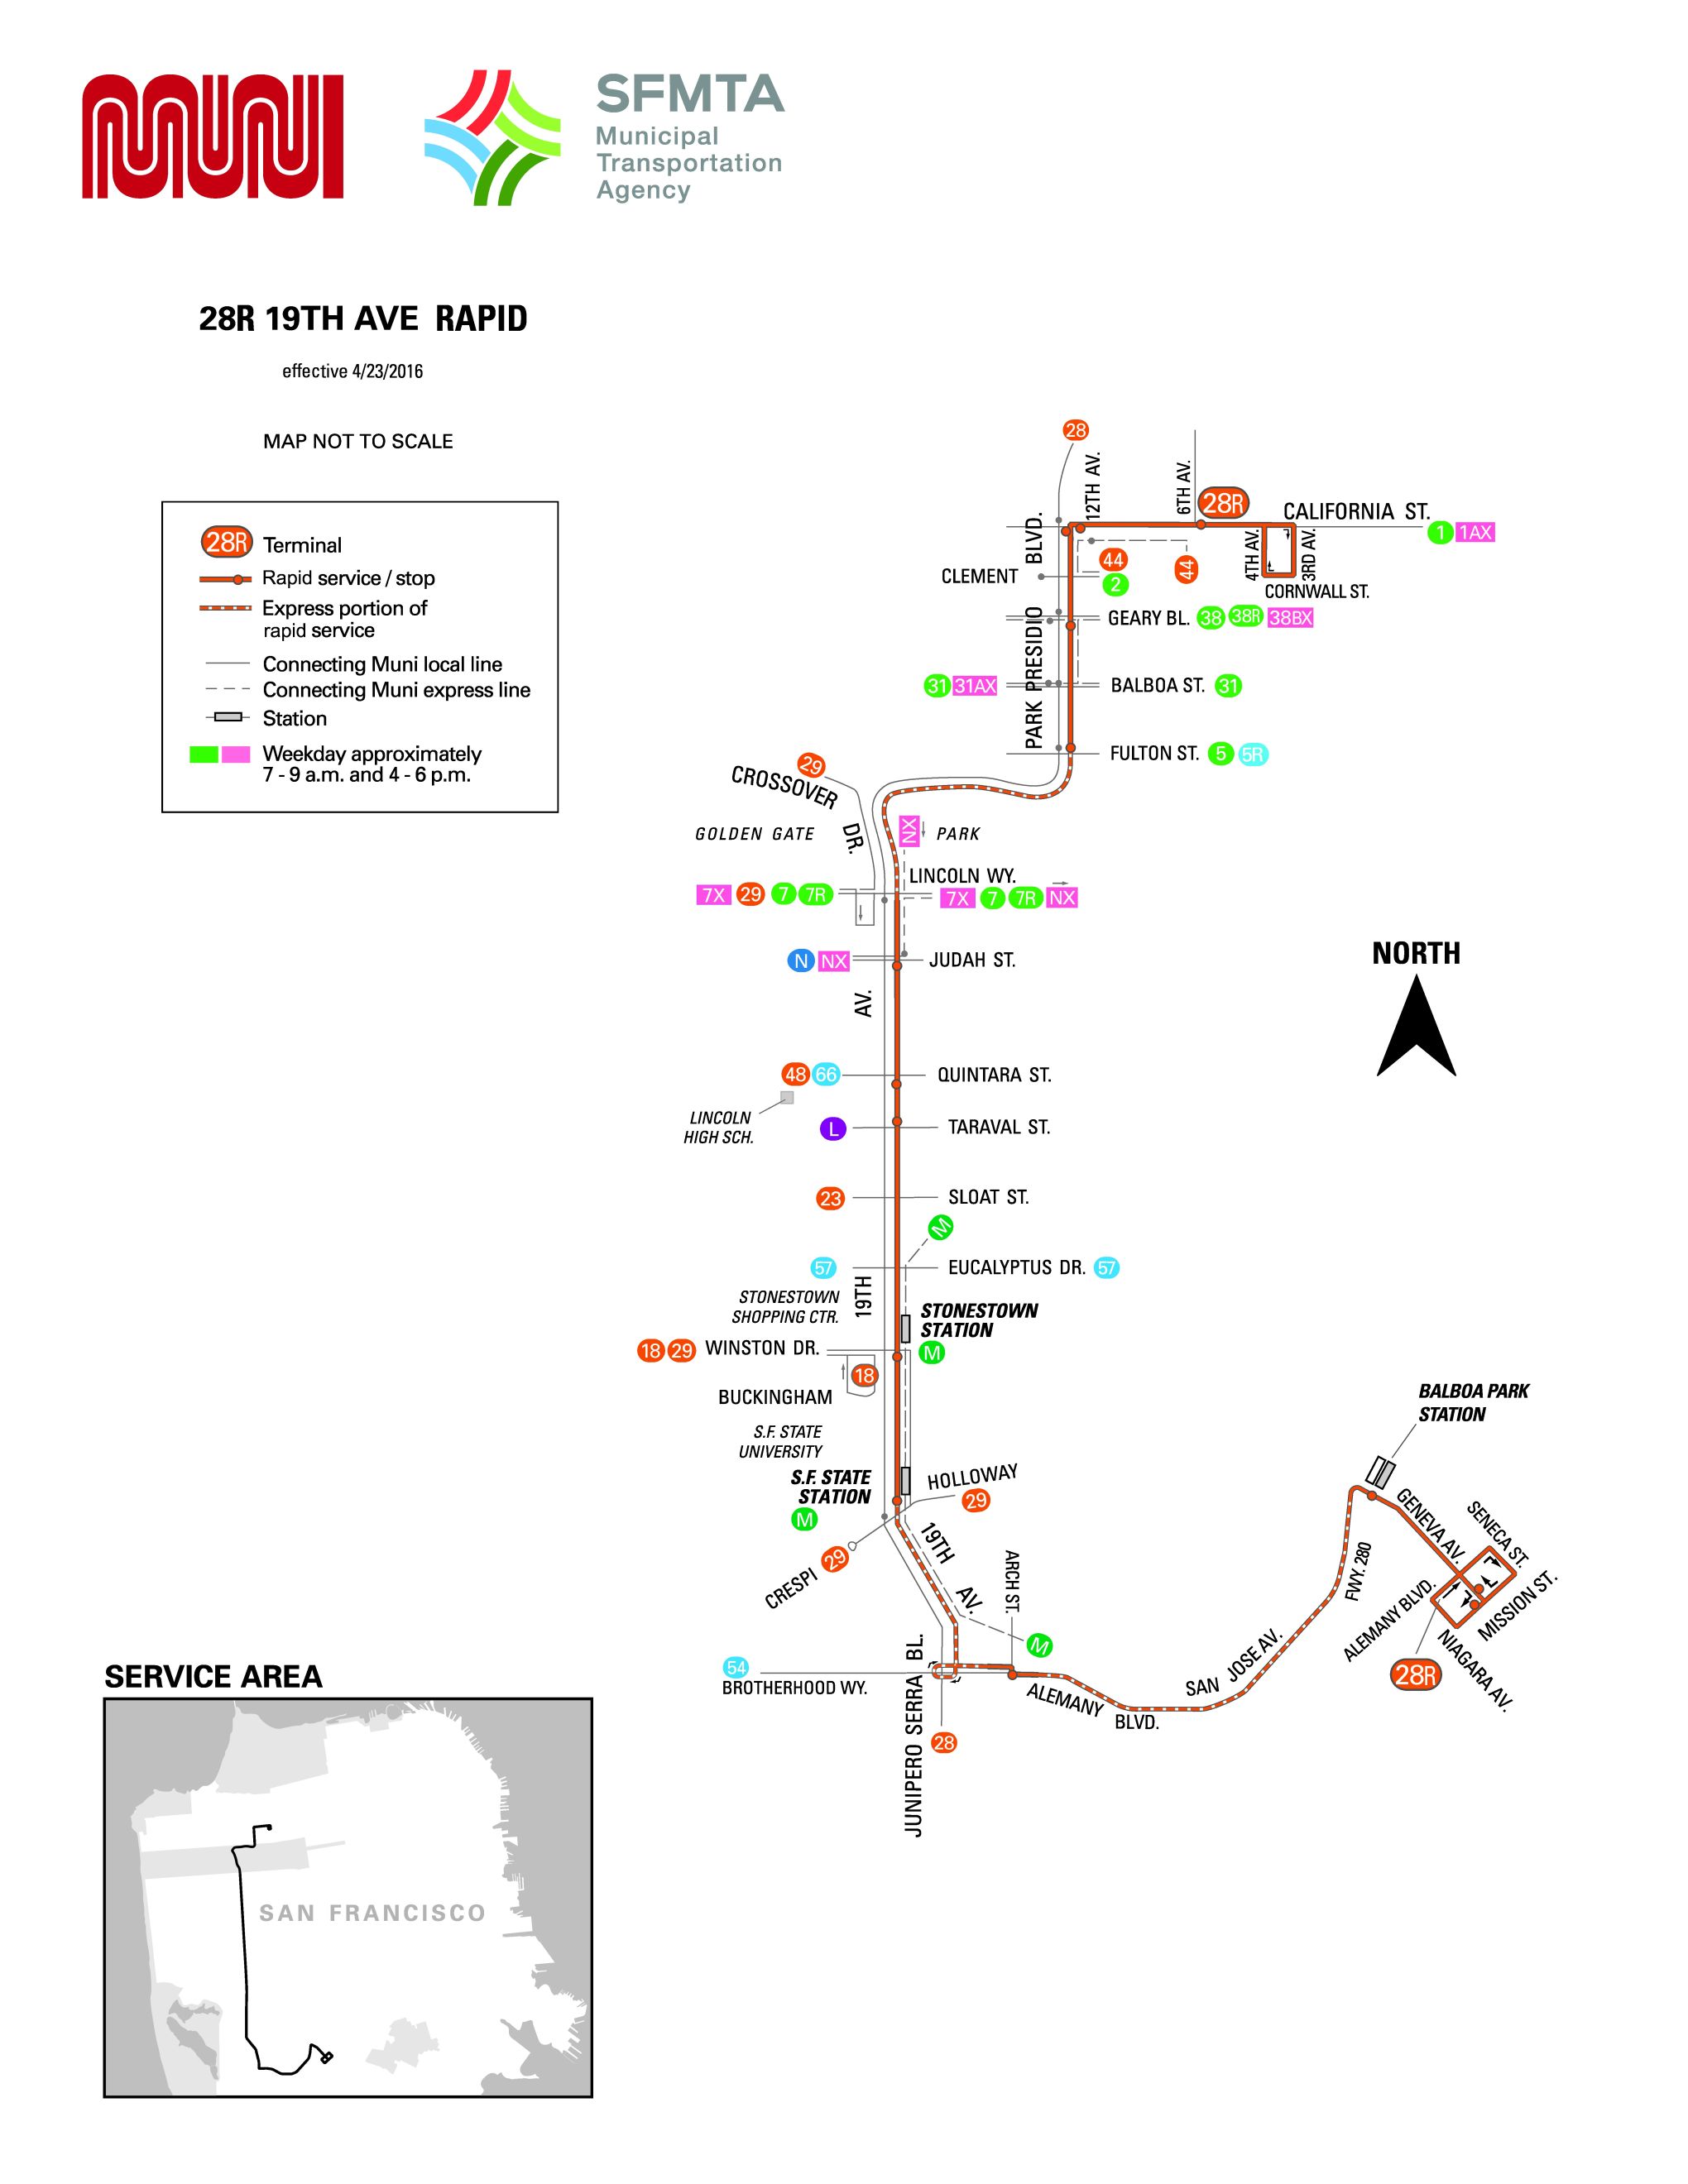 MUNI
SFMTA
Municipal
Transportation
Agency
28R 19TH AVE RAPID
effective 4/23/2016
MAP NOT TO SCALE
28R Terminal
Rapid service / stop
Express portion of
rapid service
Connecting Muni local line
Connecting Muni express line
Station
Weekday approximately
7 - 9 a.m. and 4 - 6 p.m.
28
12TH AV.
6TH AV.
28R
CALIFORNIA ST.
1 1AX
4TH AV.
3RD AV.
CORNWALL ST.
PARK PRESIDIO BLVD.
44
44
CLEMENT
2
GEARY BL. 38 38R 38BX
31 31AX
BALBOA ST. 31
FULTON ST. 5 5R
29
CROSSOVER DR.
GOLDEN GATE
NX
PARK
LINCOLN WY.
7X 29 7 7R
7X 7 7R NX
N NX
JUDAH ST.
19TH AV.
48 66
QUINTARA ST.
LINCOLN
HIGH SCH.
L
TARAVAL ST.
23
SLOAT ST.
M
57
EUCALYPTUS DR. 57
STONESTOWN
SHOPPING CTR.
STONESTOWN
STATION
M
18 29 WINSTON DR.
18
BUCKINGHAM
S.F. STATE
UNIVERSITY
S.F. STATE
STATION
M
HOLLOWAY
29
CRESPI 29
19TH AV.
ARCH ST.
M
54
BROTHERHOOD WY.
JUNIPERO SERRA BL.
28
ALEMANY BLVD.
SAN JOSE AV.
FWY. 280
BALBOA PARK
STATION
GENEVA AV.
SENECA ST.
ALEMANY BLVD.
MISSION ST.
NIAGARA AV.
28R
NORTH
SERVICE AREA
SAN FRANCISCO